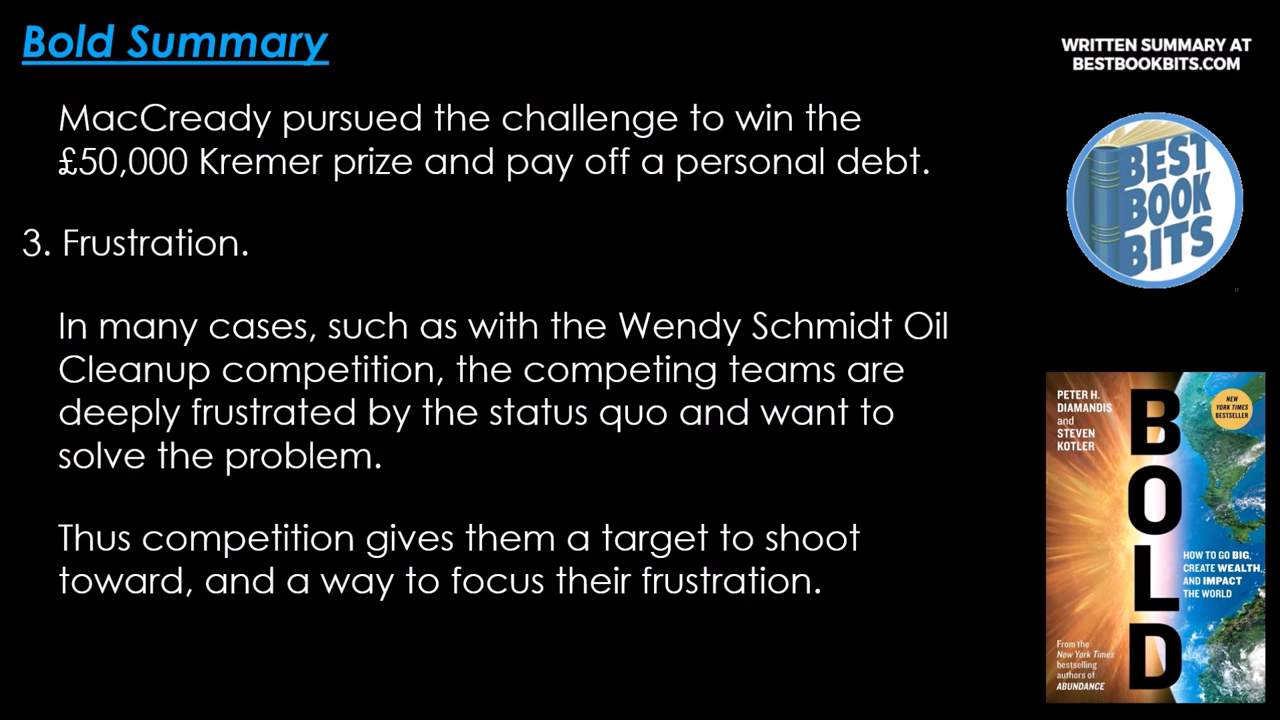 Bold Summary
WRITTEN SUMMARY AT
BESTBOOKBITS.COM
MacCready pursued the challenge to win the
£50,000 Kremer prize and pay off a personal debt.
3. Frustration.
In many cases, such as with the Wendy Schmidt Oil
Cleanup competition, the competing teams are
deeply frustrated by the status quo and want to
solve the problem.
Thus competition gives them a target to shoot
toward, and a way to focus their frustration.
BEST
BOOK
BITS
PETER H.
DIAMANDIS
and
STEVEN
KOTLER
NEW
YORK TIMES
BESTSELLER
BOLD
HOW TO GO BIG,
CREATE WEALTH,
AND IMPACT
THE WORLD
From the
New York Times
bestselling
authors of
ABUNDANCE